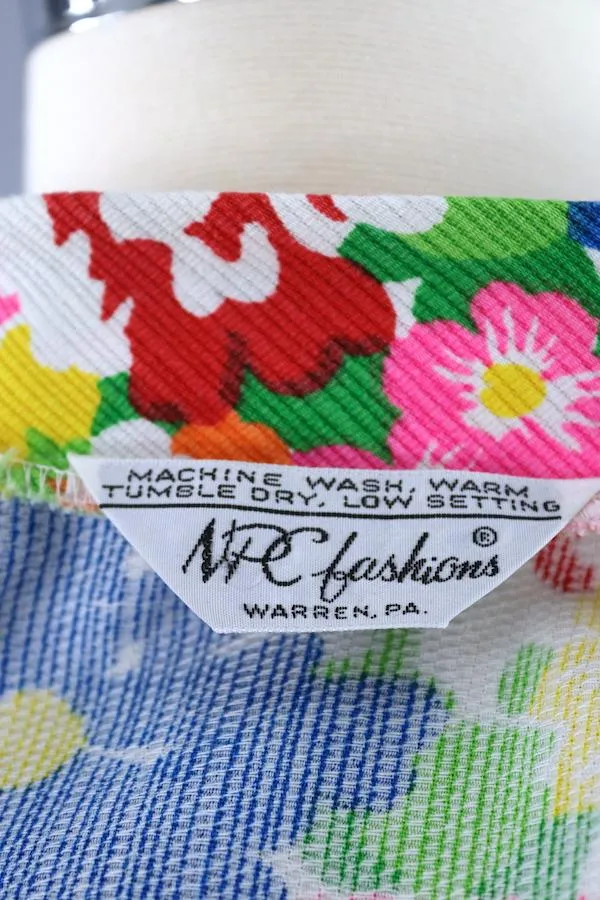 MACHINE WASH, WARM
TUMBLE DRY, LOW SETTING
NPC fashions ®
WARREN, PA.